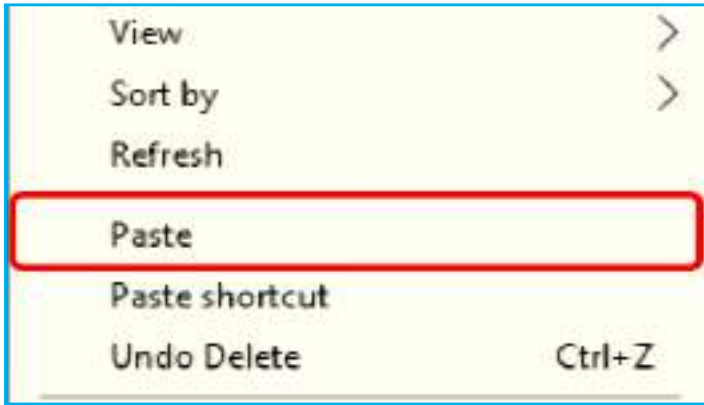 View
Sort by
Refresh
Paste
Paste shortcut
Undo Delete Ctrl+Z